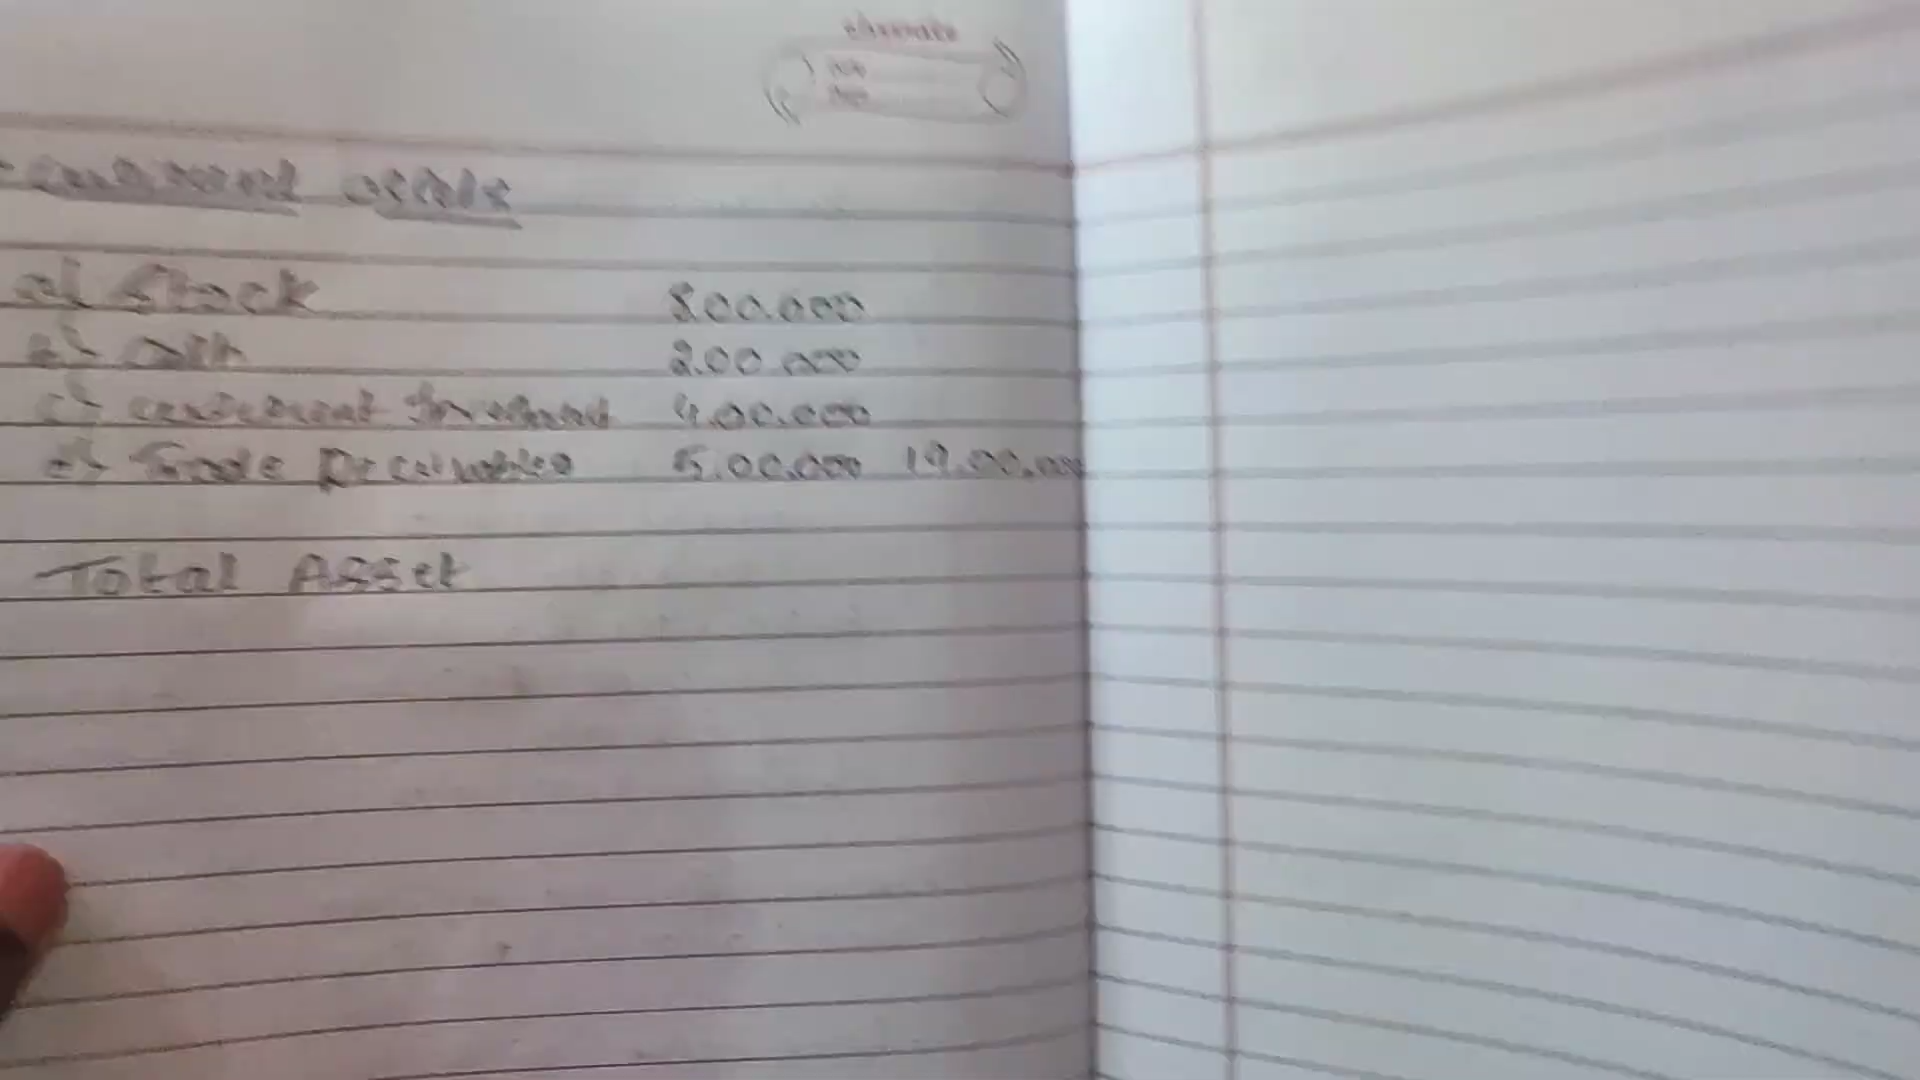 current assets
a) Stock 8.00.000
b) Cash 2.00.000
c) current Investment 4.00.000
d) Trade Receivables 5.00.000 19.00.000
Total Asset